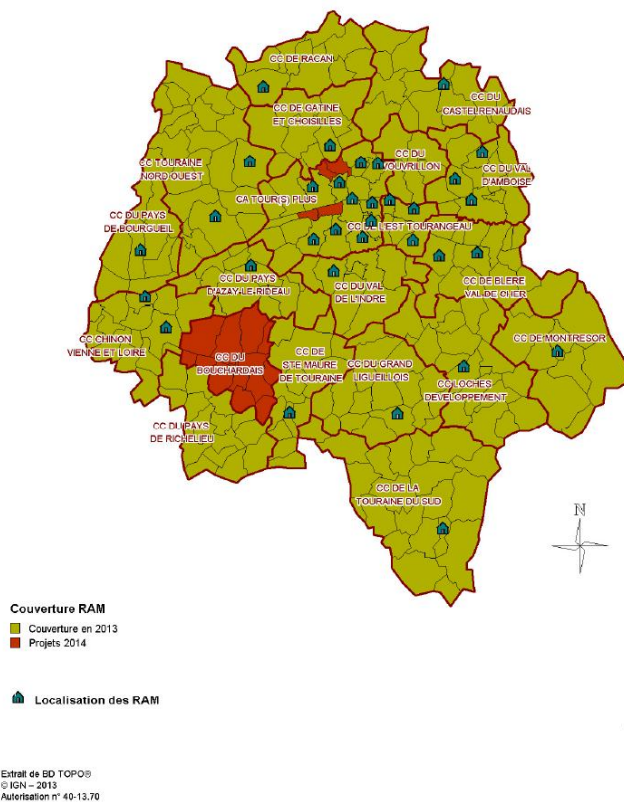 CC DE RACAN
CC DU
CASTELRENAUDAIS
CC DE GATINE
ET CHOISILLES
CC TOURAINE
NORD OUEST
CC DU
VOUVRILLON
CC DU VAL
D'AMBOISE
CA TOUR(S) PLUS
CC DU PAYS
DE BOURGUEIL
CC DE L'EST TOURANGEAU
CC DU PAYS
D'AZAY-LE-RIDEAU
CC DU VAL
DE L'INDRE
CC DE BLERE
VAL DE CHER
CC CHINON
VIENNE ET LOIRE
CC DE MONTRESOR
CC DU
BOUCHARDAIS
CC DE
STE MAURE
DE TOURAINE
CC DU GRAND
LIGUEILLOIS
CC LOCHES
DEVELOPPEMENT
CC DU PAYS
DE RICHELIEU
CC DE LA
TOURAINE DU SUD
N
Couverture RAM
Couverture en 2013
Projets 2014
Localisation des RAM
Extrait de BD TOPO®
© IGN – 2013
Autorisation n° 40-13.70